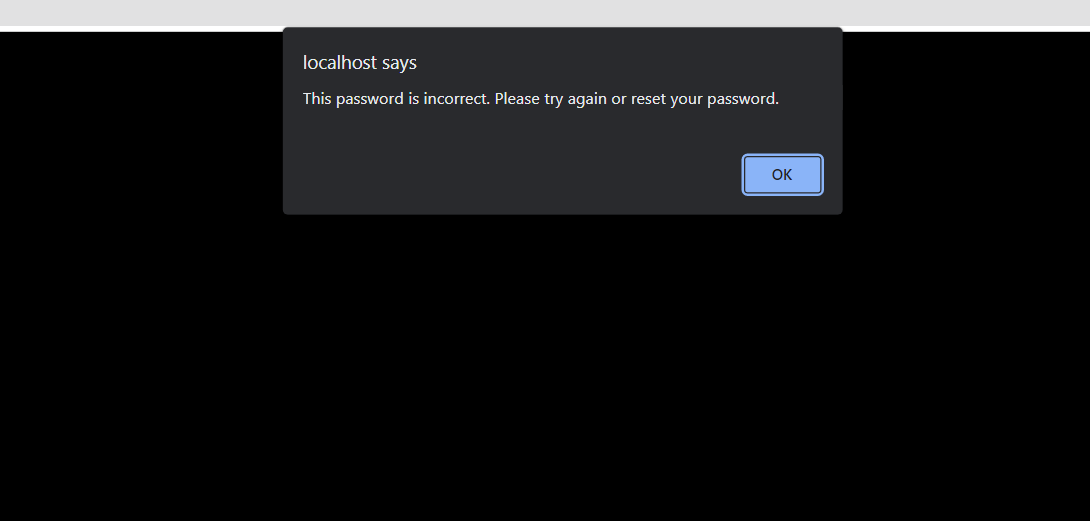 localhost says
This password is incorrect. Please try again or reset your password.
OK